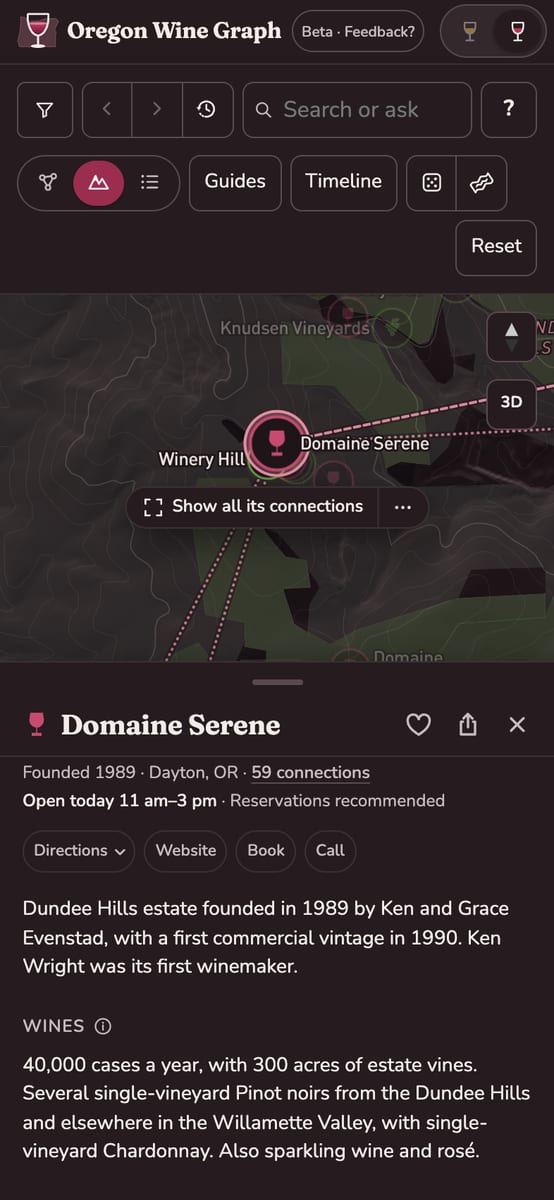 Oregon Wine Graph
Beta · Feedback?
Search or ask
?
Guides
Timeline
Reset
Knudsen Vineyards
3D
Domaine Serene
Winery Hill
Show all its connections
Domaine
Domaine Serene
Founded 1989 · Dayton, OR · 59 connections
Open today 11 am–3 pm · Reservations recommended
Directions
Website
Book
Call
Dundee Hills estate founded in 1989 by Ken and Grace
Evenstad, with a first commercial vintage in 1990. Ken
Wright was its first winemaker.
WINES
40,000 cases a year, with 300 acres of estate vines.
Several single-vineyard Pinot noirs from the Dundee Hills
and elsewhere in the Willamette Valley, with single-
vineyard Chardonnay. Also sparkling wine and rosé.